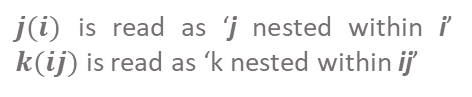 j(i) is read as ‘j nested within i’
k(ij) is read as ‘k nested within ij’